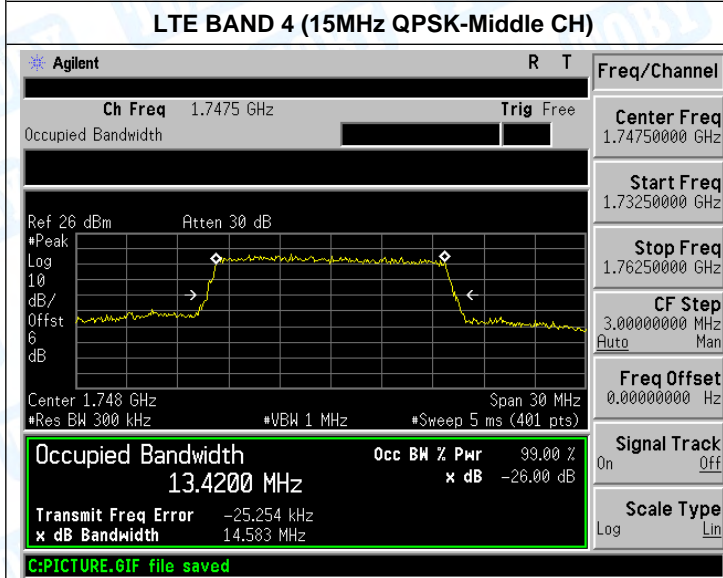 LTE BAND 4 (15MHz QPSK-Middle CH)
Agilent R T
Ch Freq 1.7475 GHz Trig Free
Occupied Bandwidth
Ref 26 dBm Atten 30 dB
#Peak
Log
10
dB/
Offst
6
dB
Center 1.748 GHz Span 30 MHz
#Res BW 300 kHz #VBW 1 MHz #Sweep 5 ms (401 pts)
Occupied Bandwidth Occ BW % Pwr 99.00 %
13.4200 MHz x dB -26.00 dB
Transmit Freq Error -25.254 kHz
x dB Bandwidth 14.583 MHz
C:PICTURE.GIF file saved
Freq/Channel
Center Freq
1.74750000 GHz
Start Freq
1.73250000 GHz
Stop Freq
1.76250000 GHz
CF Step
3.00000000 MHz
Auto Man
Freq Offset
0.00000000 Hz
Signal Track
On Off
Scale Type
Log Lin